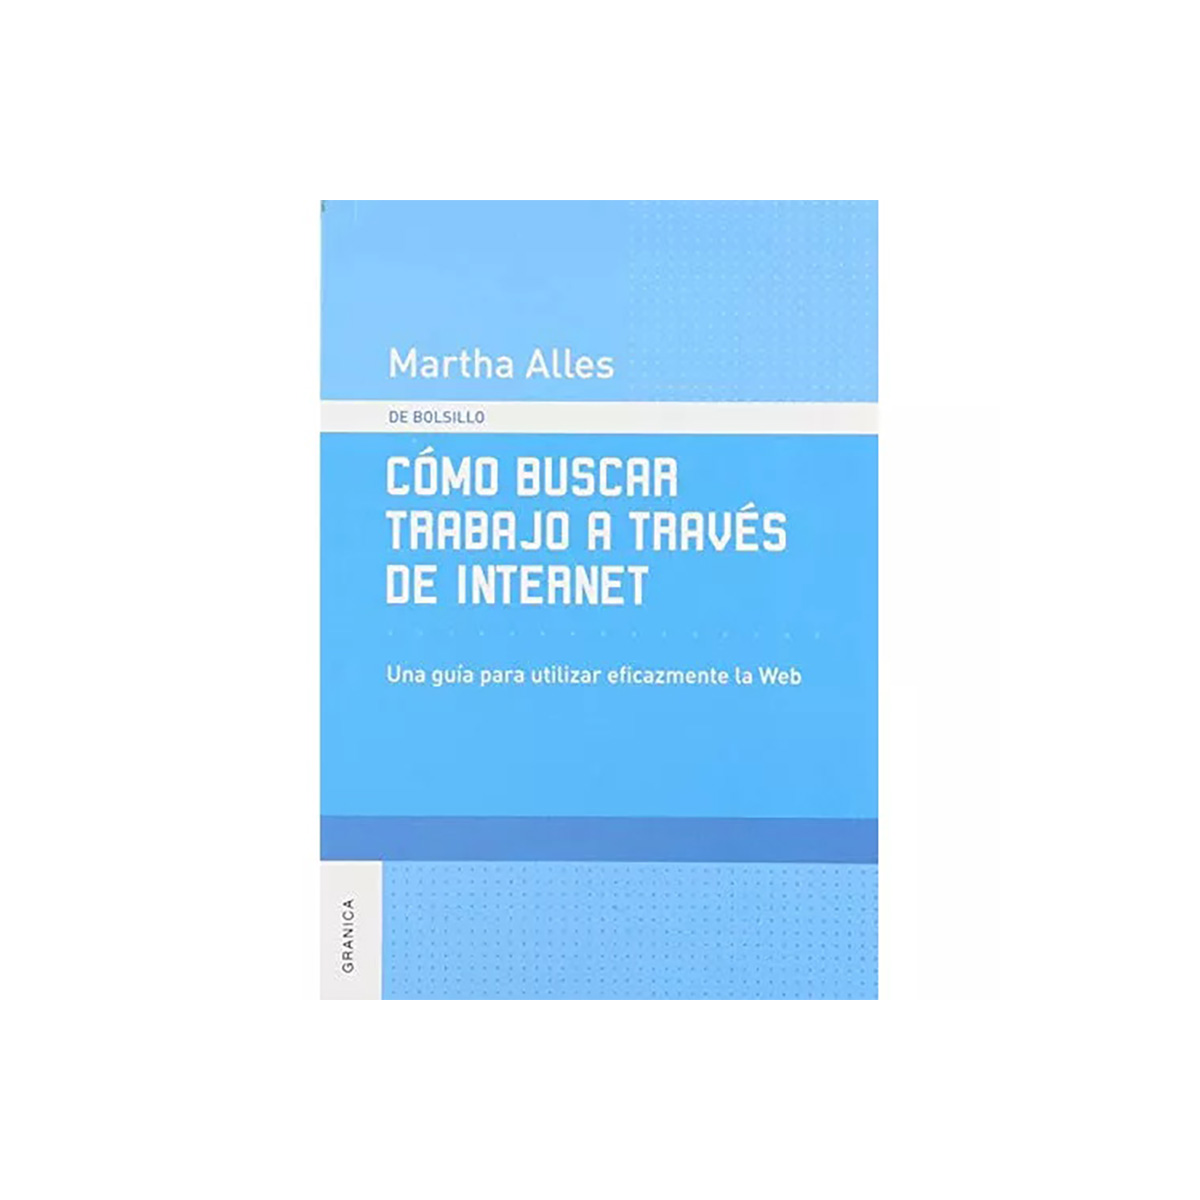 Martha Alles
DE BOLSILLO
CÓMO BUSCAR
TRABAJO A TRAVÉS
DE INTERNET
Una guía para utilizar eficazmente la Web
GRANICA